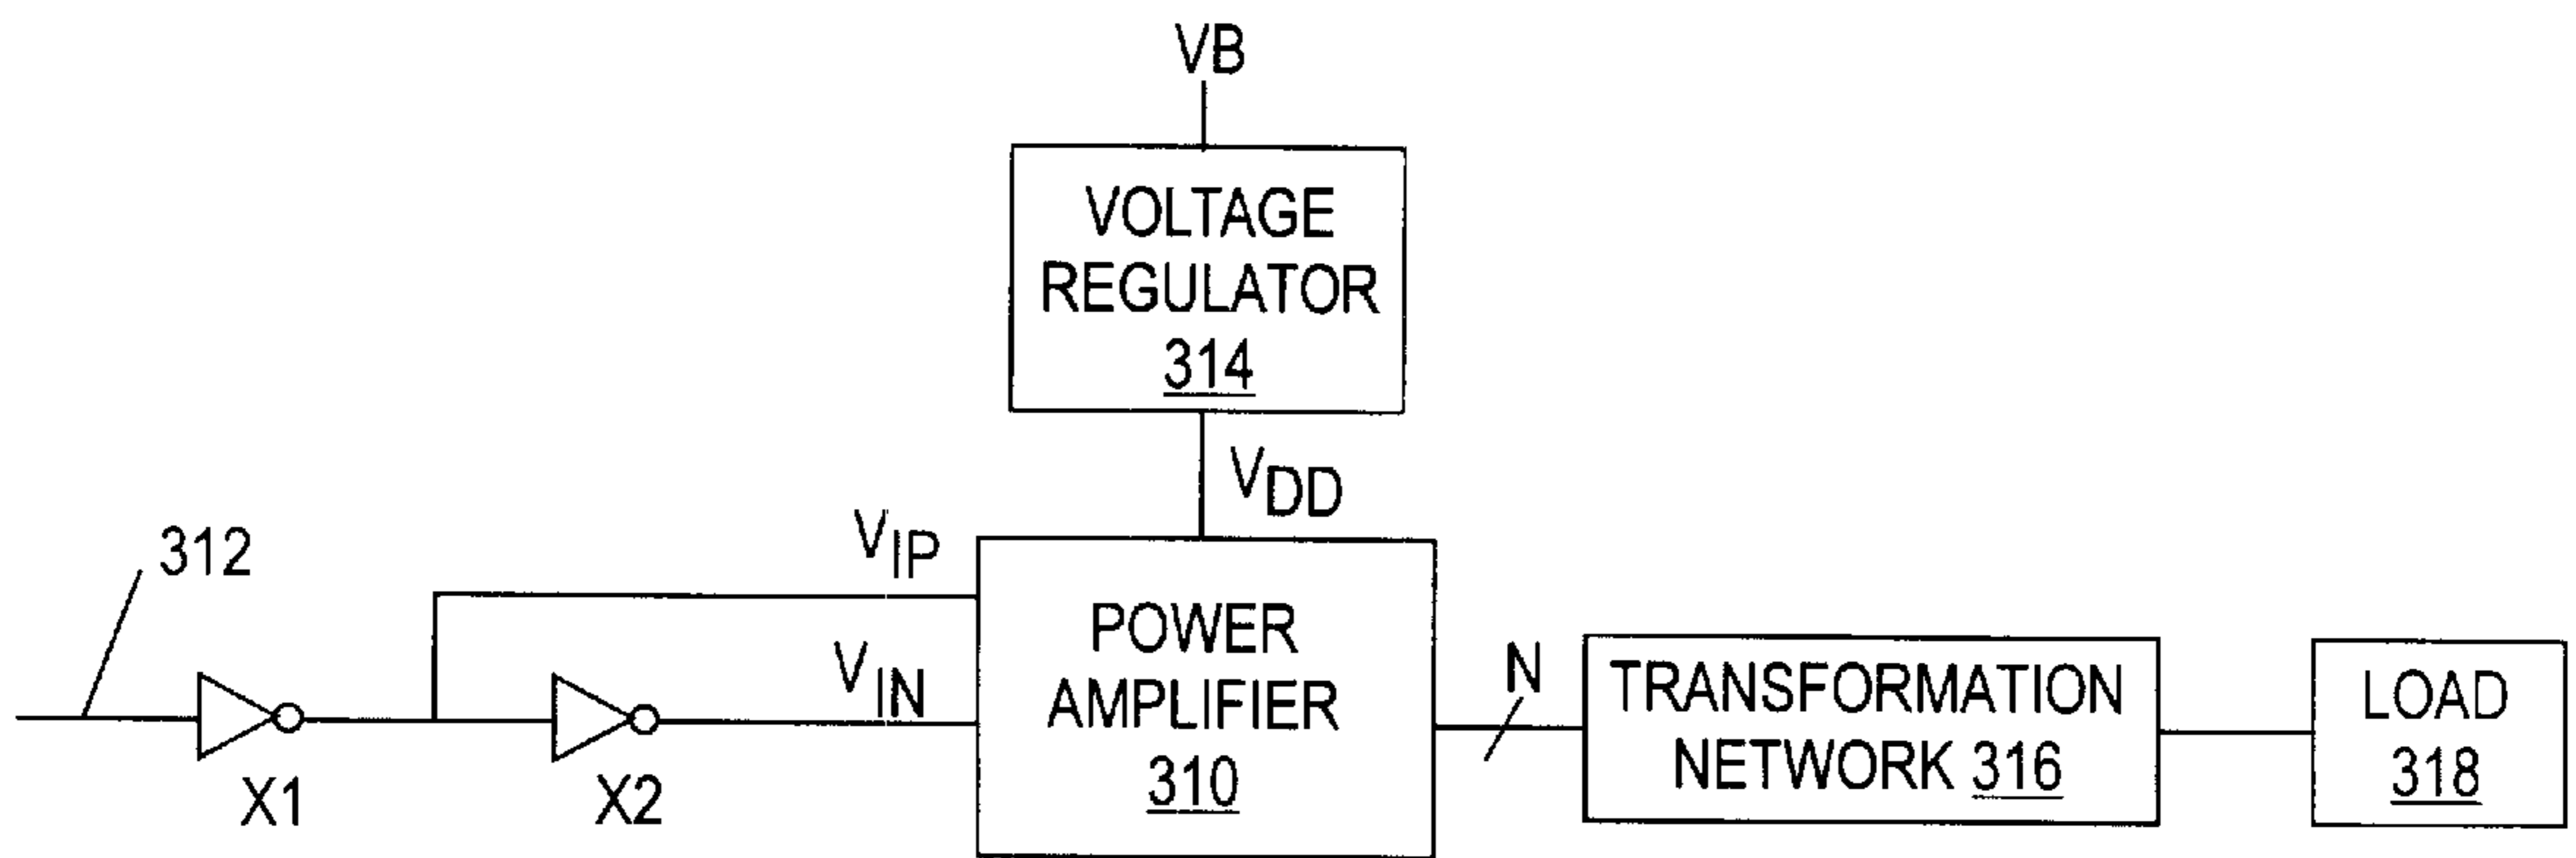 VB
VOLTAGE
REGULATOR
314
VDD
312
VIP
VIN
X1
X2
POWER
AMPLIFIER
310
N
TRANSFORMATION
NETWORK 316
LOAD
318